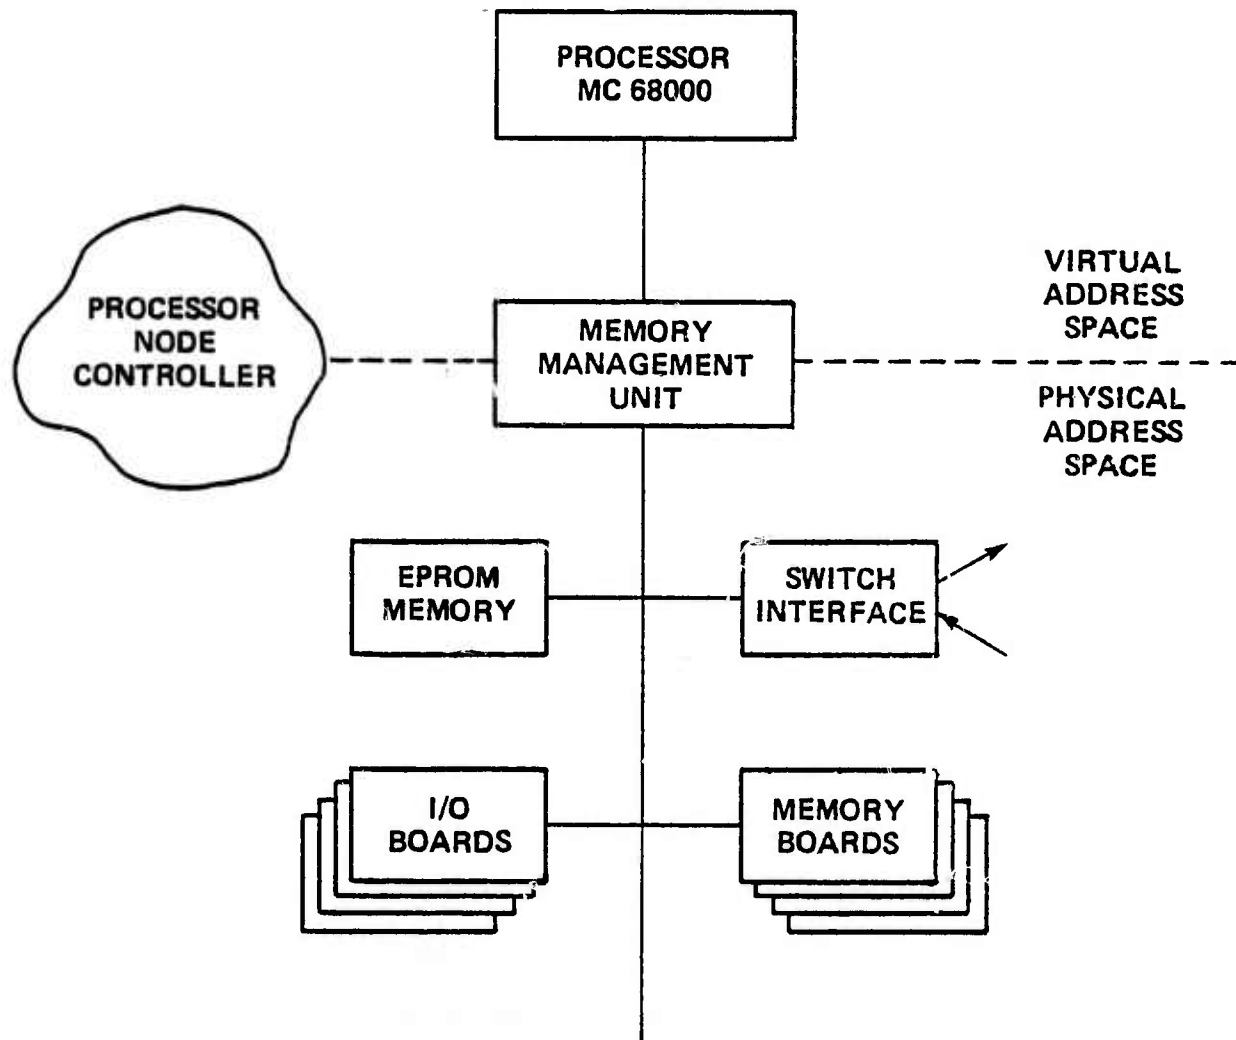 PROCESSOR
MC 68000
VIRTUAL
ADDRESS
SPACE
PROCESSOR
NODE
CONTROLLER
MEMORY
MANAGEMENT
UNIT
PHYSICAL
ADDRESS
SPACE
EPROM
MEMORY
SWITCH
INTERFACE
I/O
BOARDS
MEMORY
BOARDS